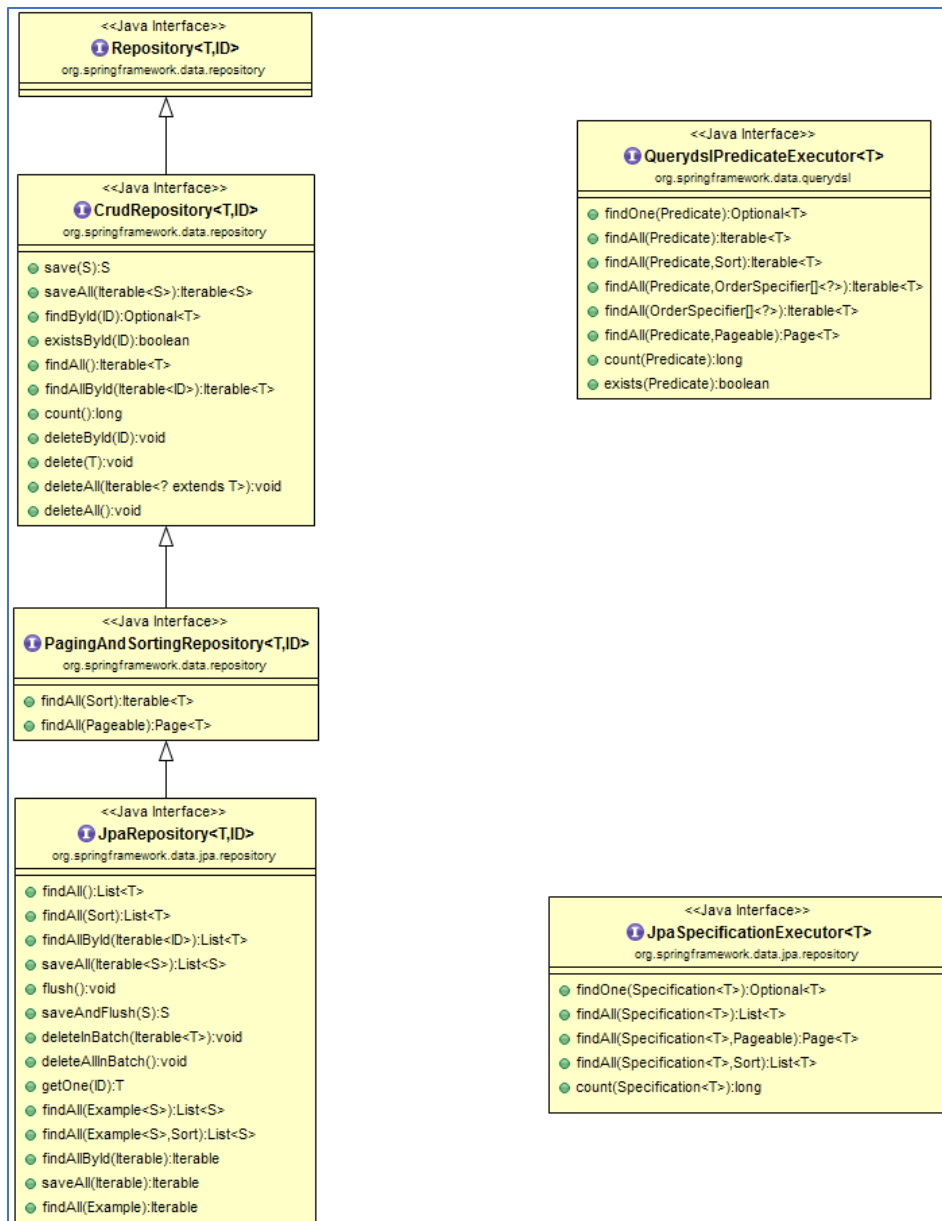 <<Java Interface>>
Repository<T,ID>
org.springframework.data.repository
<<Java Interface>>
CrudRepository<T,ID>
org.springframework.data.repository
save(S):S
saveAll(Iterable<S>):Iterable<S>
findById(ID):Optional<T>
existsById(ID):boolean
findAll():Iterable<T>
findAllById(Iterable<ID>):Iterable<T>
count():long
deleteById(ID):void
delete(T):void
deleteAll(Iterable<? extends T>):void
deleteAll():void
<<Java Interface>>
PagingAndSortingRepository<T,ID>
org.springframework.data.repository
findAll(Sort):Iterable<T>
findAll(Pageable):Page<T>
<<Java Interface>>
JpaRepository<T,ID>
org.springframework.data.jpa.repository
findAll():List<T>
findAll(Sort):List<T>
findAllById(Iterable<ID>):List<T>
saveAll(Iterable<S>):List<S>
flush():void
saveAndFlush(S):S
deleteInBatch(Iterable<T>):void
deleteAllInBatch():void
getOne(ID):T
findAll(Example<S>):List<S>
findAll(Example<S>,Sort):List<S>
findAllById(Iterable):Iterable
saveAll(Iterable):Iterable
findAll(Example):Iterable
<<Java Interface>>
QuerydslPredicateExecutor<T>
org.springframework.data.querydsl
findOne(Predicate):Optional<T>
findAll(Predicate):Iterable<T>
findAll(Predicate,Sort):Iterable<T>
findAll(Predicate,OrderSpecifier[]<?>):Iterable<T>
findAll(OrderSpecifier[]<?>):Iterable<T>
findAll(Predicate,Pageable):Page<T>
count(Predicate):long
exists(Predicate):boolean
<<Java Interface>>
JpaSpecificationExecutor<T>
org.springframework.data.jpa.repository
findOne(Specification<T>):Optional<T>
findAll(Specification<T>):List<T>
findAll(Specification<T>,Pageable):Page<T>
findAll(Specification<T>,Sort):List<T>
count(Specification<T>):long